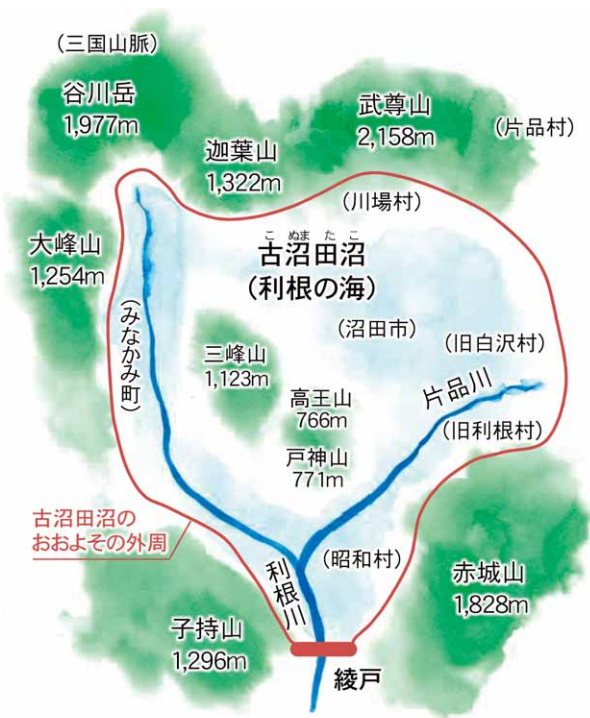 (三国山脈)
谷川岳
1,977m
武尊山
2,158m
(片品村)
迦葉山
1,322m
(川場村)
大峰山
1,254m
こ ぬま た こ
古沼田沼
(利根の海)
(みなかみ町)
(沼田市)
(旧白沢村)
三峰山
1,123m
高王山
766m
片品川
(旧利根村)
戸神山
771m
古沼田沼の
おおよその外周
(昭和村)
利根川
赤城山
1,828m
子持山
1,296m
綾戸